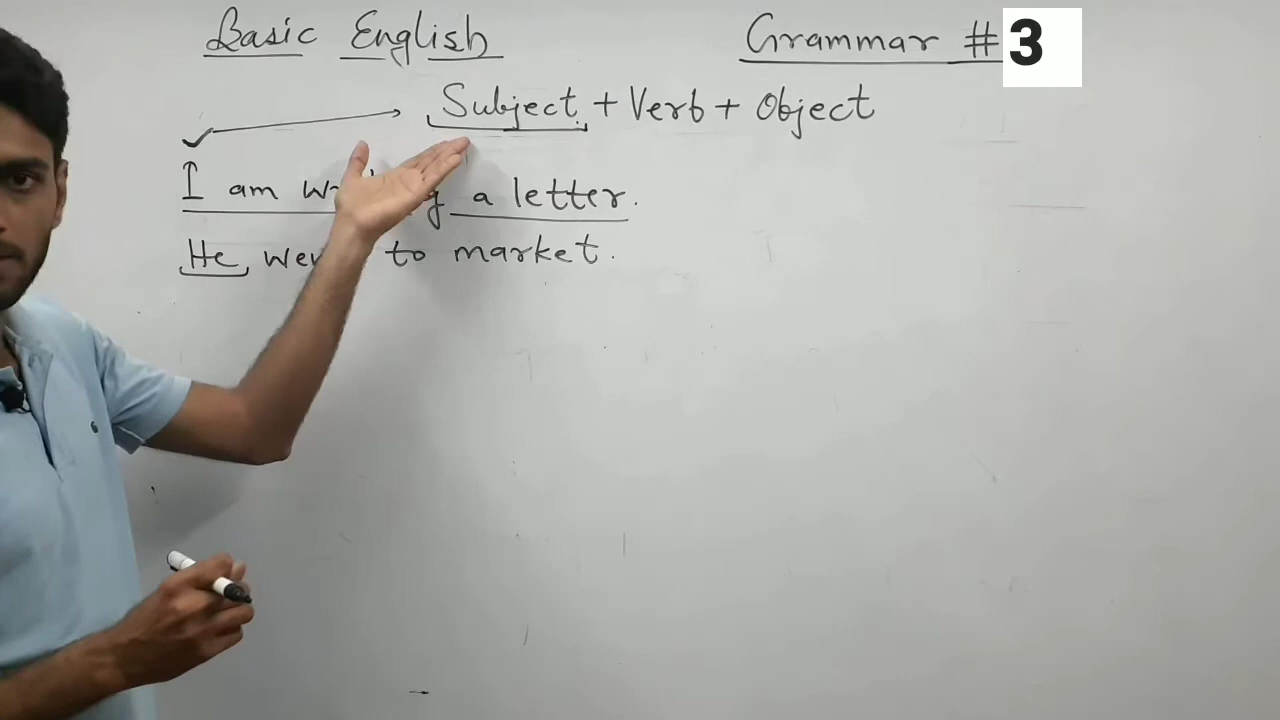 Basic English Grammar #3
Subject + Verb + Object
I am a letter.
He to market.